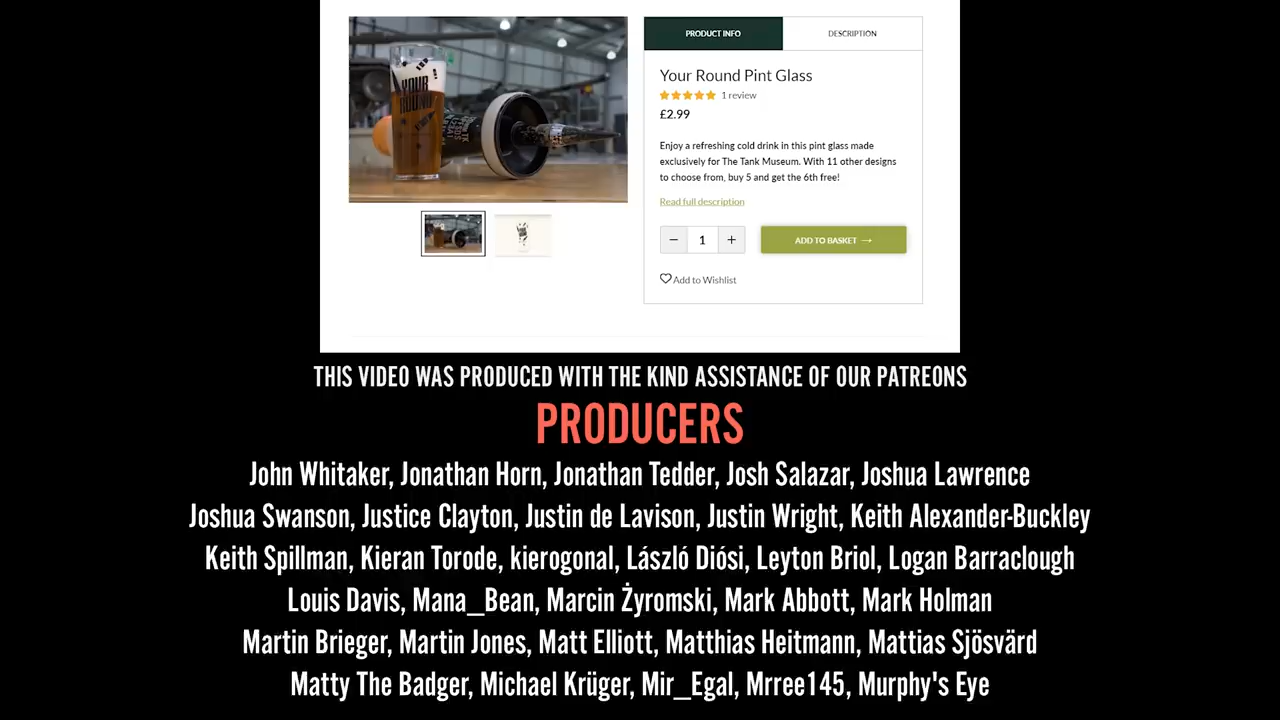 YOUR
ROUND
PRODUCT INFO
DESCRIPTION
Your Round Pint Glass
1 review
£2.99
Enjoy a refreshing cold drink in this pint glass made
exclusively for The Tank Museum. With 11 other designs
to choose from, buy 5 and get the 6th free!
Read full description
− 1 +
ADD TO BASKET →
Add to Wishlist
THIS VIDEO WAS PRODUCED WITH THE KIND ASSISTANCE OF OUR PATREONS
PRODUCERS
John Whitaker, Jonathan Horn, Jonathan Tedder, Josh Salazar, Joshua Lawrence
Joshua Swanson, Justice Clayton, Justin de Lavison, Justin Wright, Keith Alexander-Buckley
Keith Spillman, Kieran Torode, kierogonal, László Diósi, Leyton Briol, Logan Barraclough
Louis Davis, Mana_Bean, Marcin Żyromski, Mark Abbott, Mark Holman
Martin Brieger, Martin Jones, Matt Elliott, Matthias Heitmann, Mattias Sjösvärd
Matty The Badger, Michael Krüger, Mir_Egal, Mrree145, Murphy's Eye